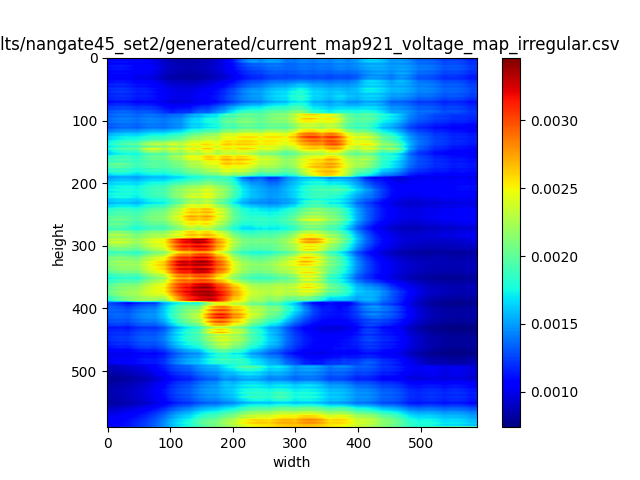 lts/nangate45_set2/generated/current_map921_voltage_map_irregular.csv
0
100
200
300
400
500
height
0 100 200 300 400 500
width
0.0030
0.0025
0.0020
0.0015
0.0010